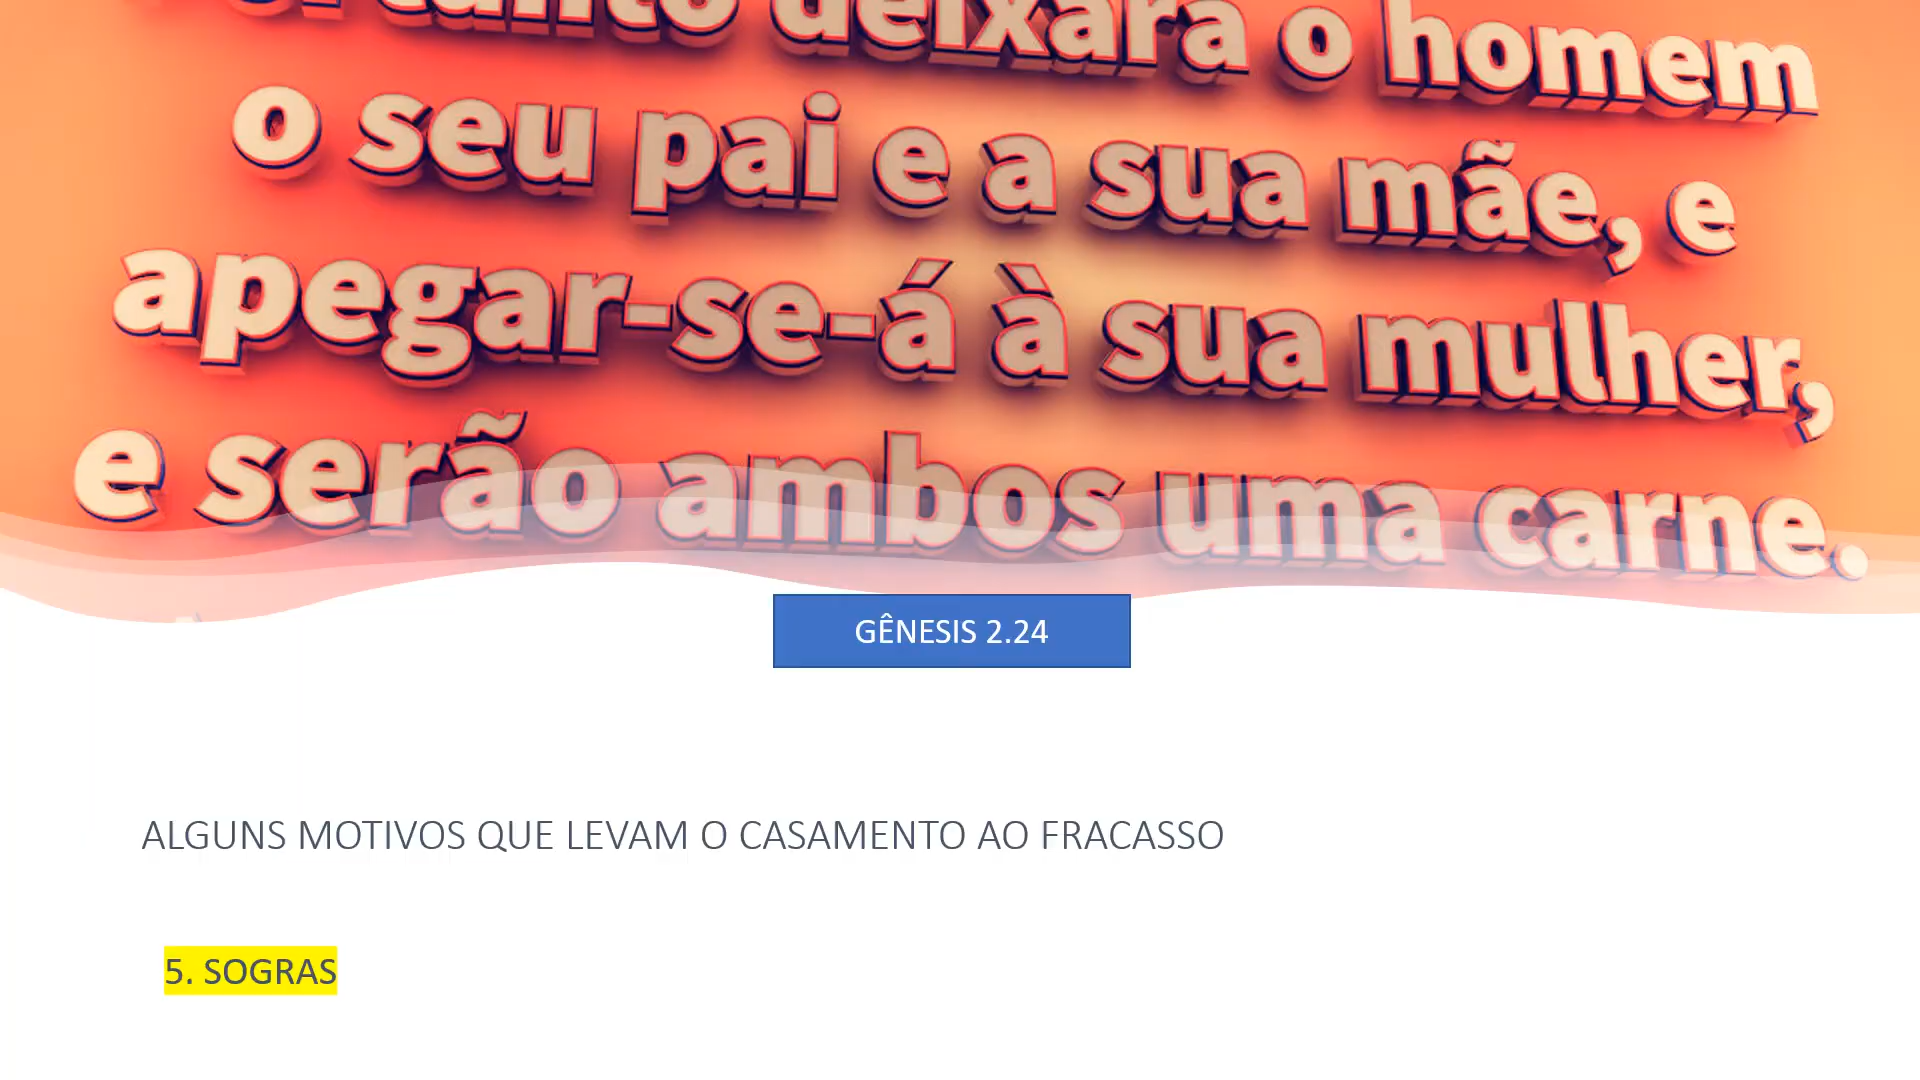 deixará o homem
o seu pai e a sua mãe, e
apegar-se-á à sua mulher,
e serão ambos uma carne.
GÊNESIS 2.24
ALGUNS MOTIVOS QUE LEVAM O CASAMENTO AO FRACASSO
5. SOGRAS